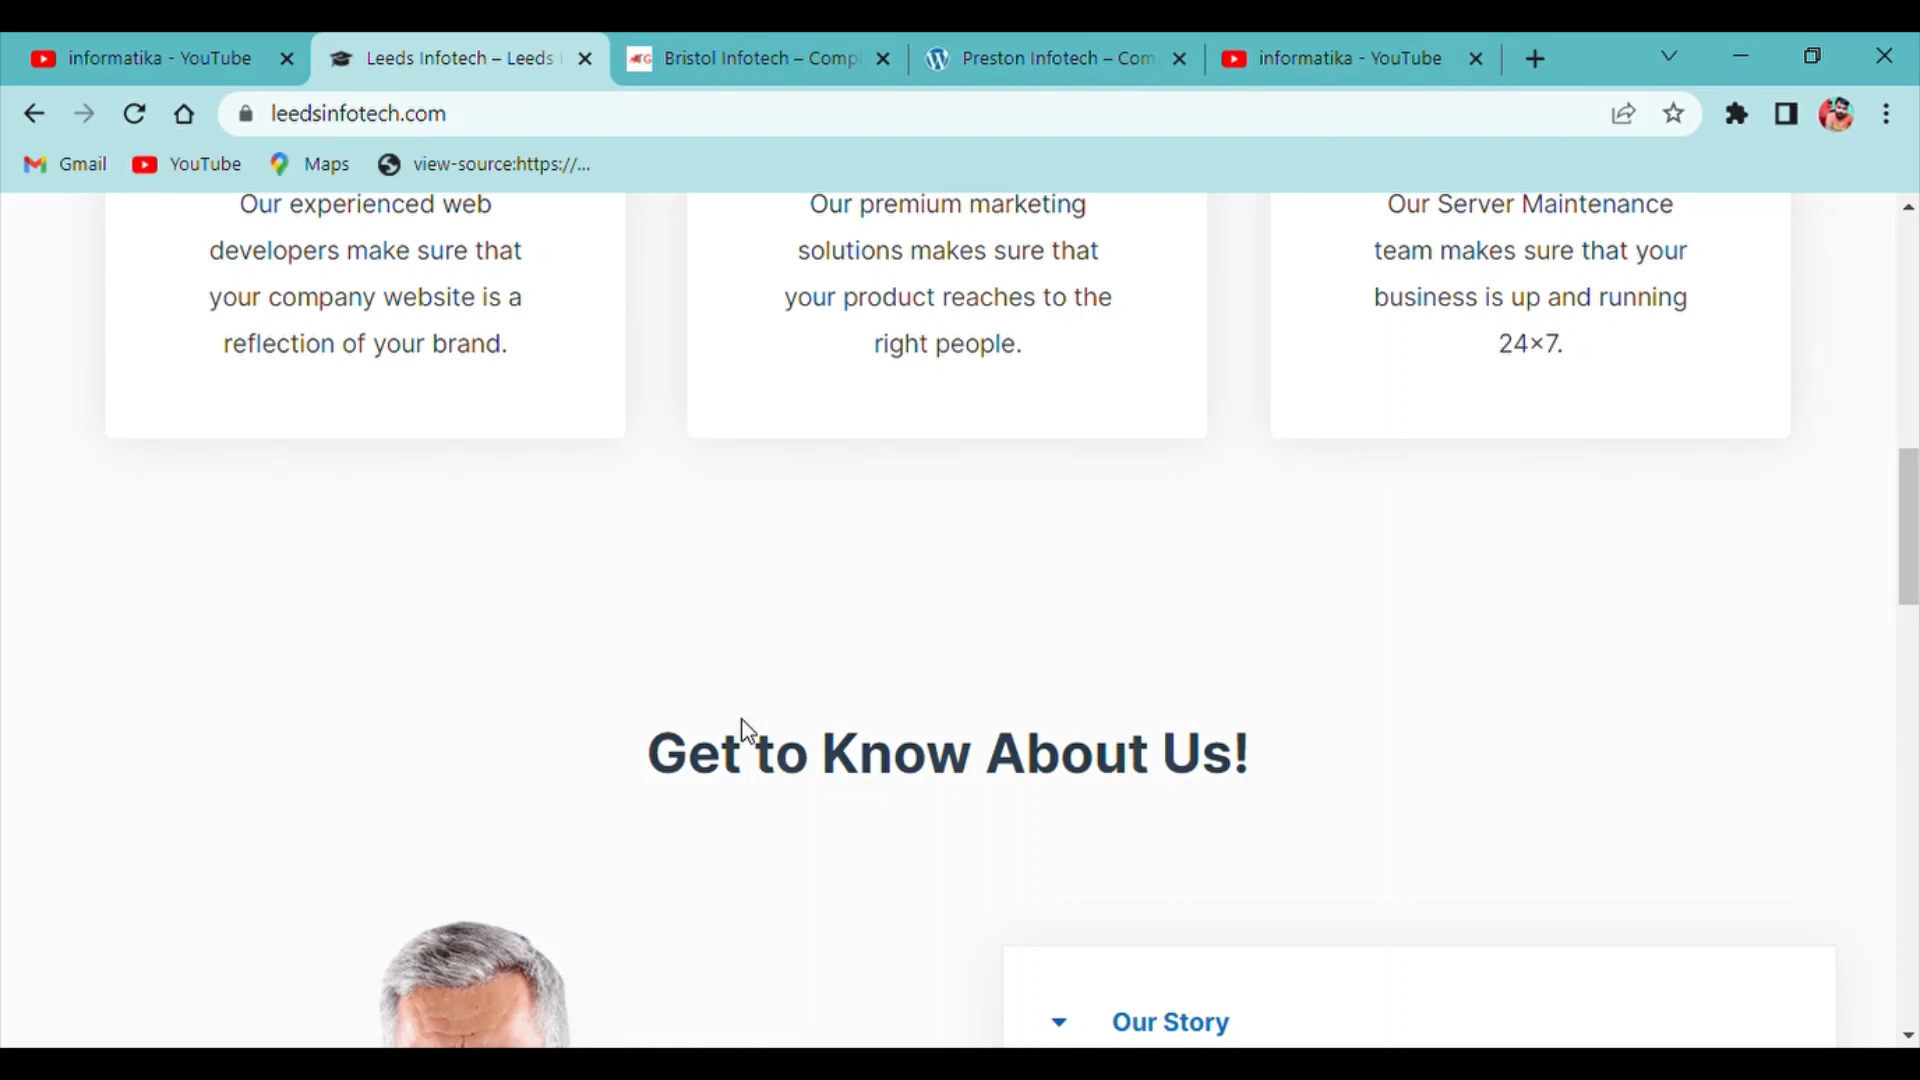 informatika - YouTube
Leeds Infotech – Leeds
Bristol Infotech – Compl
Preston Infotech – Com
informatika - YouTube
leedsinfotech.com
Gmail
YouTube
Maps
view-source:https://...
Our experienced web
developers make sure that
your company website is a
reflection of your brand.
Our premium marketing
solutions makes sure that
your product reaches to the
right people.
Our Server Maintenance
team makes sure that your
business is up and running
24×7.
Get to Know About Us!
Our Story